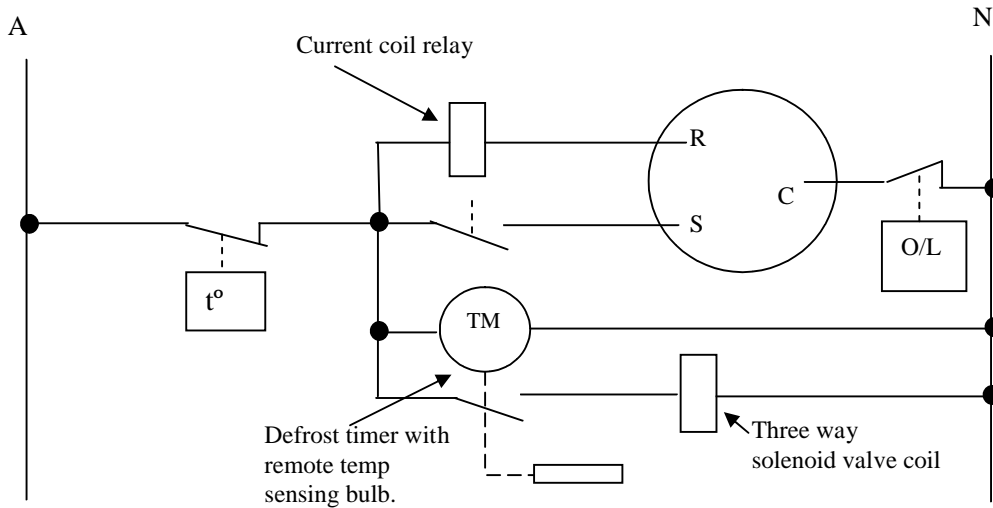 A
N
Current coil relay
R
C
S
O/L
tº
TM
Defrost timer with
remote temp
sensing bulb.
Three way
solenoid valve coil